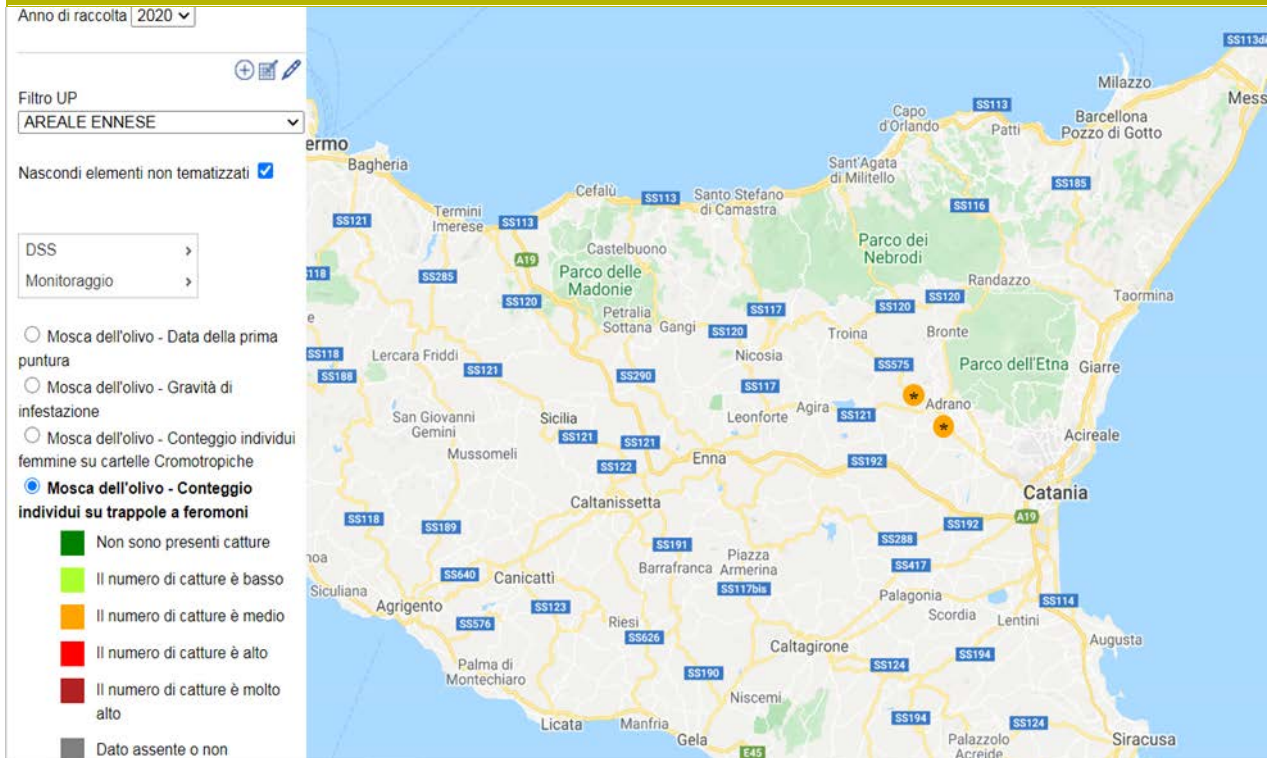 Anno di raccolta 2020
Filtro UP
AREALE ENNESE
Nascondi elementi non tematizzati
DSS
Monitoraggio
Mosca dell'olivo - Data della prima
puntura
Mosca dell'olivo - Gravità di
infestazione
Mosca dell'olivo - Conteggio individui
femmine su cartelle Cromotropiche
Mosca dell'olivo - Conteggio
individui su trappole a feromoni
Non sono presenti catture
Il numero di catture è basso
Il numero di catture è medio
Il numero di catture è alto
Il numero di catture è molto
alto
Dato assente o non
SS113di
Milazzo
Mess
Capo
d'Orlando
SS113
Patti
Barcellona
Pozzo di Gotto
ermo
Bagheria
Sant'Agata
di Militello
SS185
Cefalù
SS113
Santo Stefano
di Camastra
SS116
SS121
Termini
Imerese
SS113
Castelbuono
Parco dei
Nebrodi
A19
Parco delle
Madonie
118
SS285
Randazzo
Taormina
SS120
SS117
SS120
SS120
Petralia
Sottana
Gangi
SS120
Troina
Bronte
SS118
Lercara Friddi
SS188
SS121
SS290
Nicosia
SS117
SS575
Parco dell'Etna
Giarre
San Giovanni
Gemini
Sicilia
Leonforte
Agira
SS121
Adrano
Acireale
Mussomeli
SS121
SS121
SS122
Enna
SS192
Caltanissetta
Catania
SS118
SS189
SS192
A19
noa
SS191
Piazza
Armerina
SS288
Siculiana
SS640
Canicattì
Barrafranca
SS117bis
SS417
Agrigento
SS123
Palagonia
SS114
SS576
Riesi
SS626
Scordia
Lentini
Augusta
Palma di
Montechiaro
SS190
Caltagirone
SS124
SS194
Niscemi
Licata
Manfria
Gela
E45
SS194
SS124
Palazzolo
Acreide
Siracusa